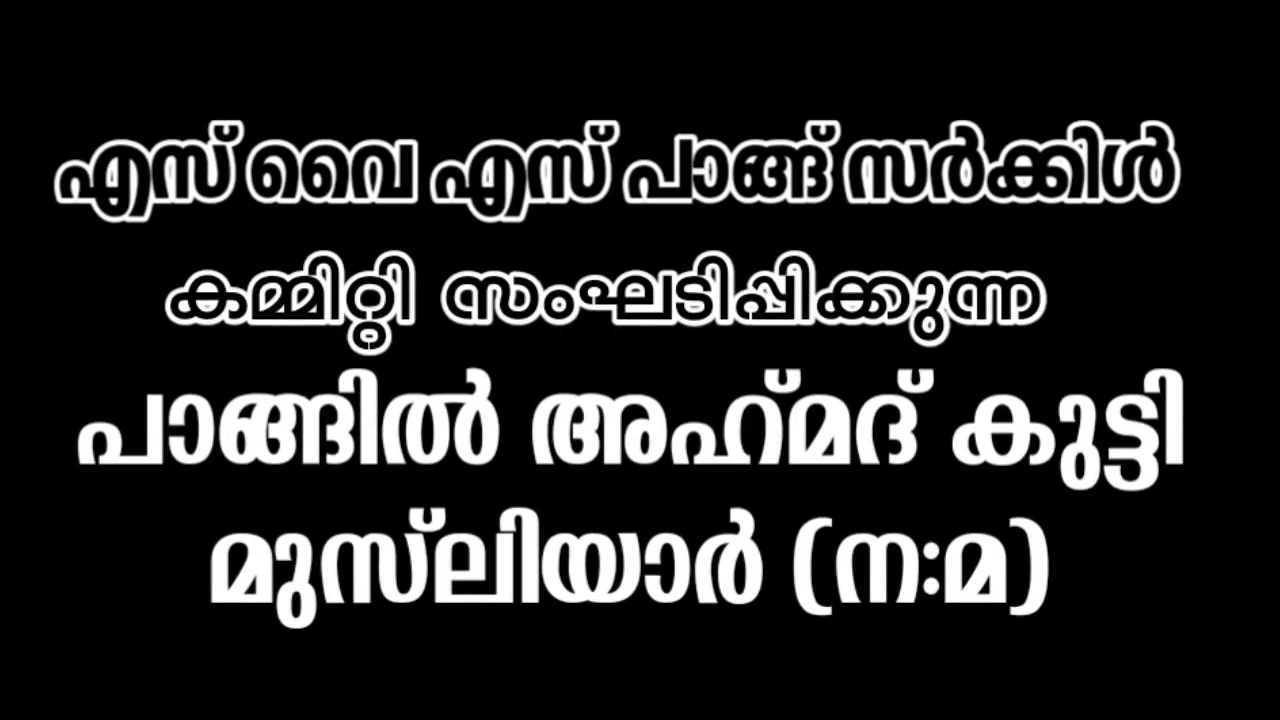 എസ് വൈ എസ് പാങ്ങ് സർക്കിൾ
കമ്മിറ്റി സംഘടിപ്പിക്കുന്ന
പാങ്ങിൽ അഹ്‌മദ് കുട്ടി
മുസ്‌ലിയാർ (ന:മ)